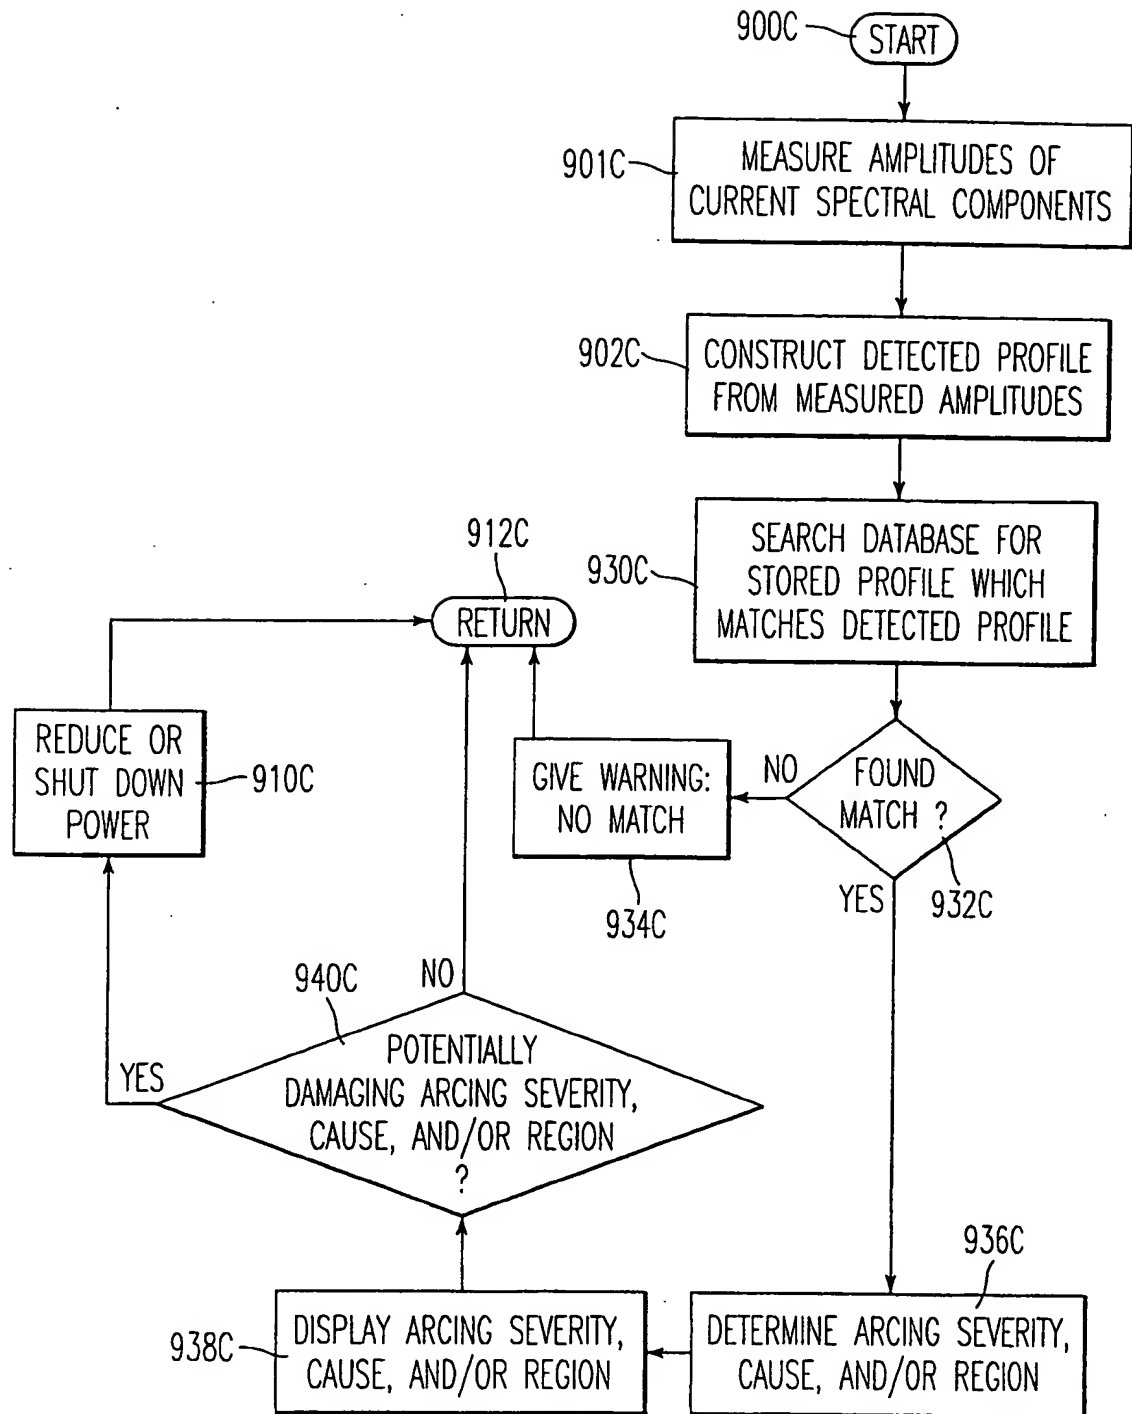 900C
START
901C
MEASURE AMPLITUDES OF
CURRENT SPECTRAL COMPONENTS
902C
CONSTRUCT DETECTED PROFILE
FROM MEASURED AMPLITUDES
930C
SEARCH DATABASE FOR
STORED PROFILE WHICH
MATCHES DETECTED PROFILE
912C
RETURN
REDUCE OR
SHUT DOWN
POWER
910C
GIVE WARNING:
NO MATCH
934C
NO
FOUND
MATCH ?
932C
YES
940C
NO
YES
POTENTIALLY
DAMAGING ARCING SEVERITY,
CAUSE, AND/OR REGION
?
936C
938C
DISPLAY ARCING SEVERITY,
CAUSE, AND/OR REGION
DETERMINE ARCING SEVERITY,
CAUSE, AND/OR REGION